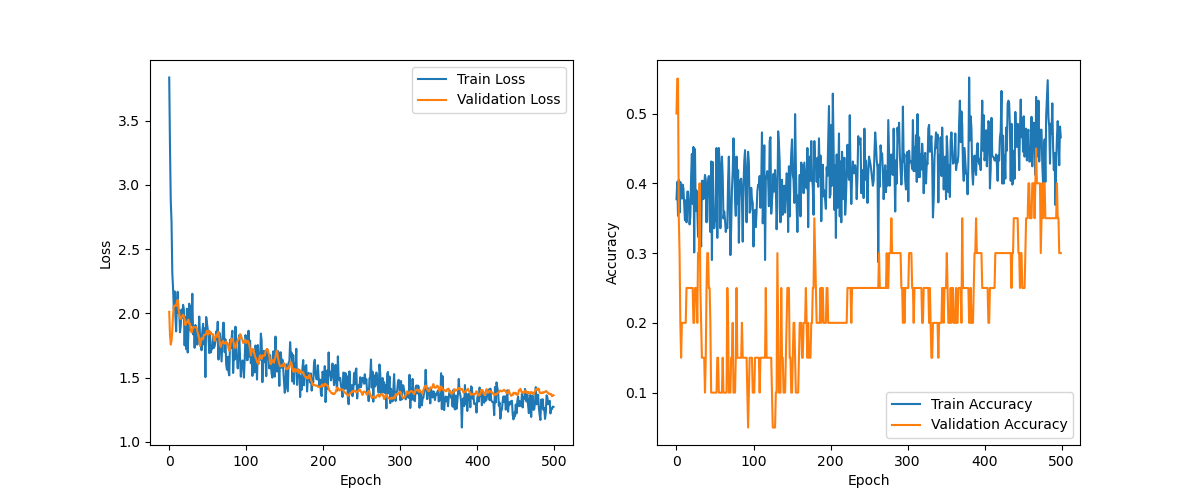 Train Loss
Validation Loss
3.5
3.0
2.5
2.0
1.5
1.0
Loss
0 100 200 300 400 500
Epoch
0.5
0.4
0.3
0.2
0.1
Accuracy
Train Accuracy
Validation Accuracy
0 100 200 300 400 500
Epoch